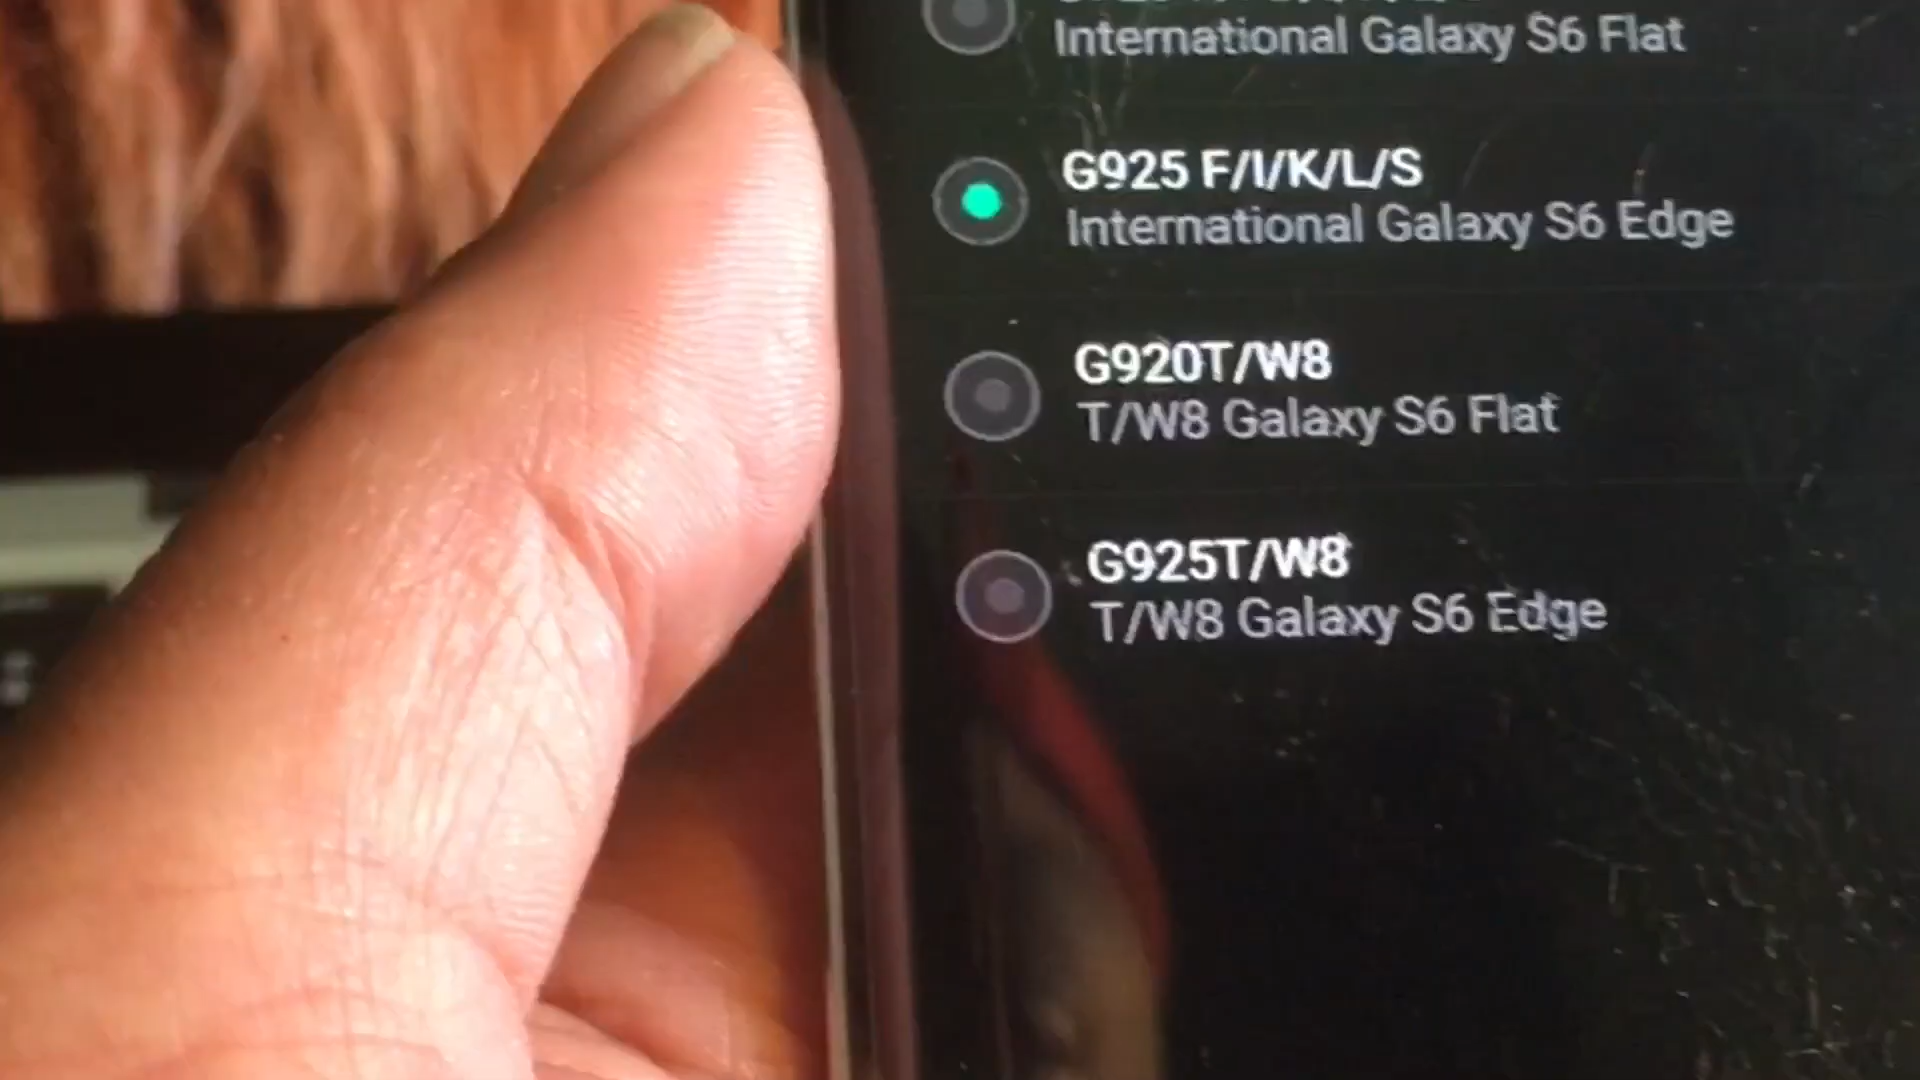 International Galaxy S6 Flat
G925 F/I/K/L/S
International Galaxy S6 Edge
G920T/W8
T/W8 Galaxy S6 Flat
G925T/W8
T/W8 Galaxy S6 Edge